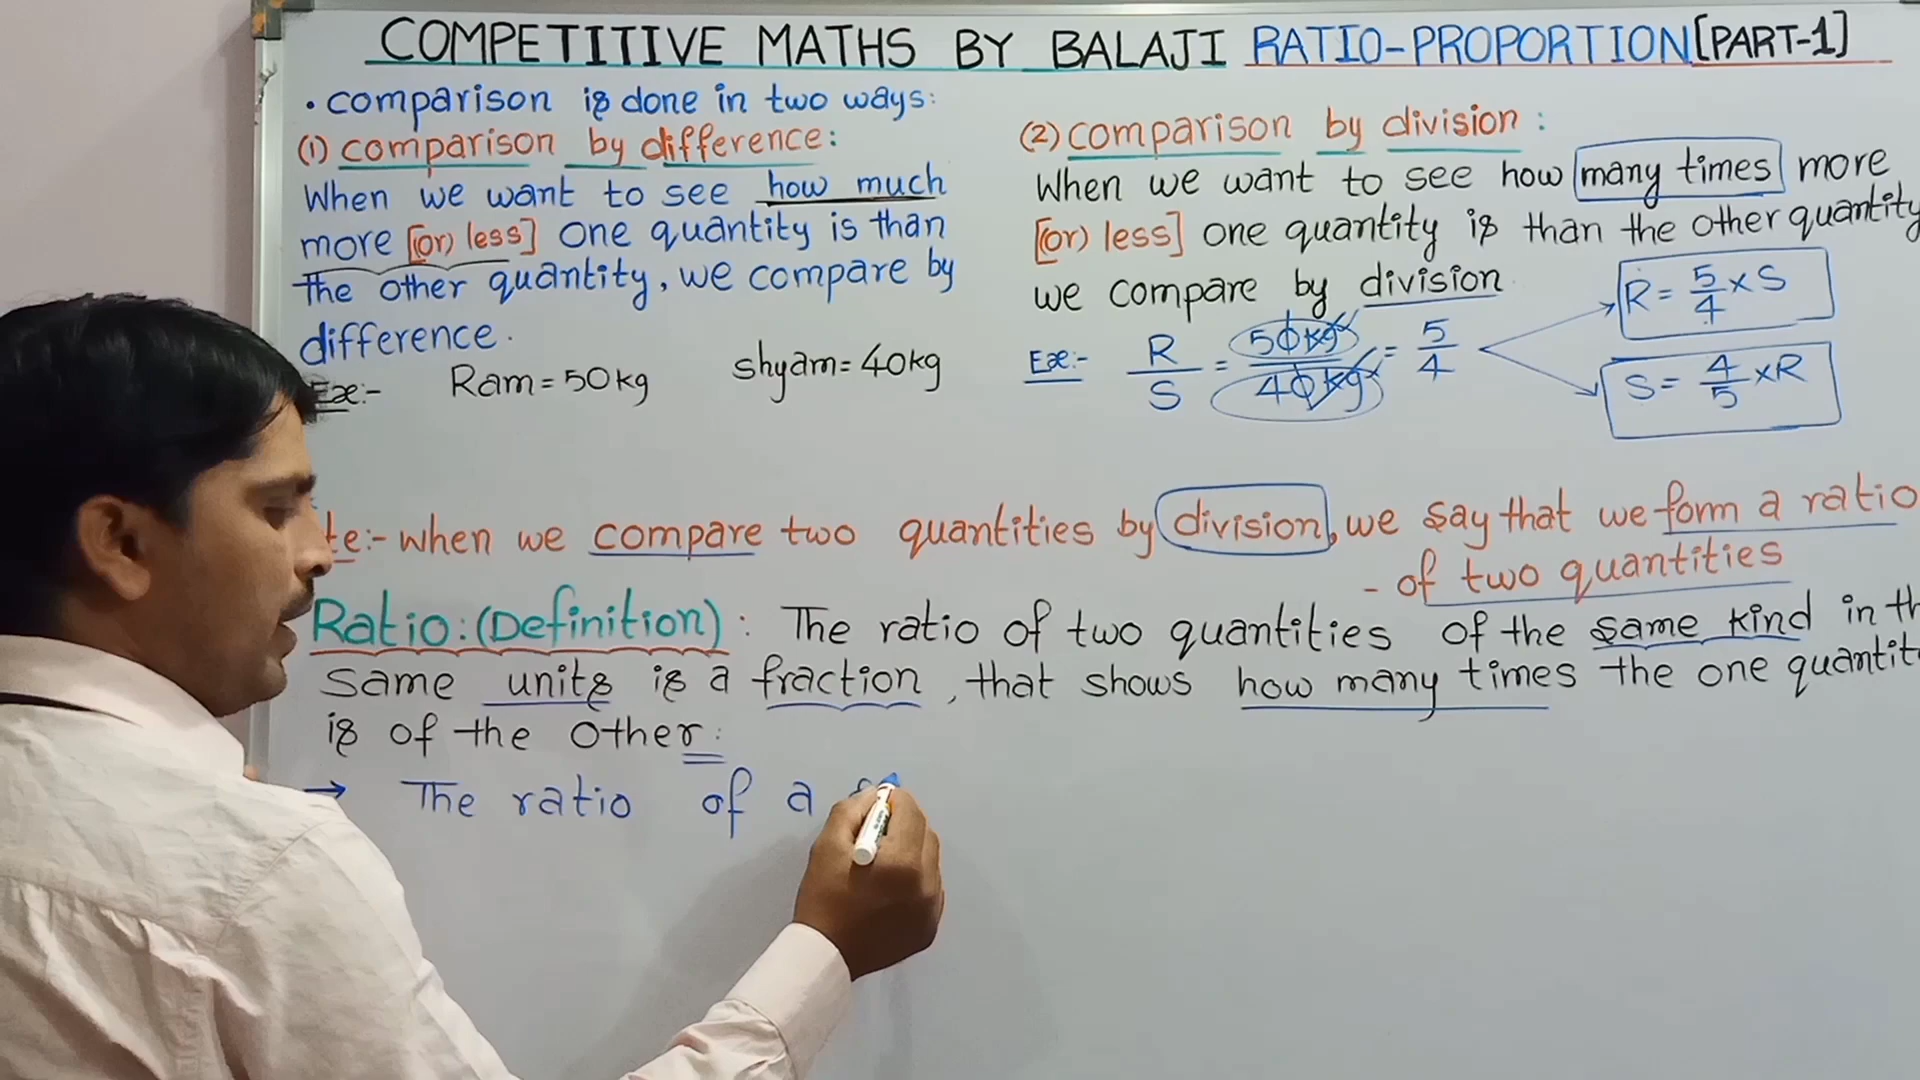 COMPETITIVE MATHS BY BALAJI RATIO-PROPORTION[PART-1]
• comparison is done in two ways:
(1) comparison by difference:
When we want to see how much
more [(or) less] one quantity is than
the other quantity, we compare by
difference.
Ex:- Ram = 50kg shyam = 40kg
(2) comparison by division:
When we want to see how many times more
[(or) less] one quantity is than the other quantity
we compare by division
Ex:- R/S = 50kg/40kg = 5/4
R = 5/4 × S
S = 4/5 × R
te:- when we compare two quantities by division, we say that we form a ratio
- of two quantities
Ratio: (Definition): The ratio of two quantities of the same kind in th
same units is a fraction, that shows how many times the one quantit
is of the other:
→ The ratio of a